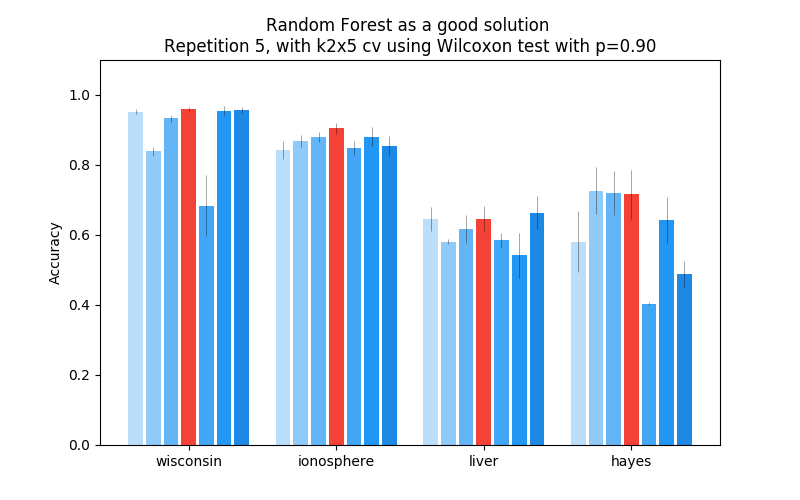 Random Forest as a good solution
Repetition 5, with k2x5 cv using Wilcoxon test with p=0.90
1.0
0.8
0.6
0.4
0.2
0.0
Accuracy
wisconsin
ionosphere
liver
hayes